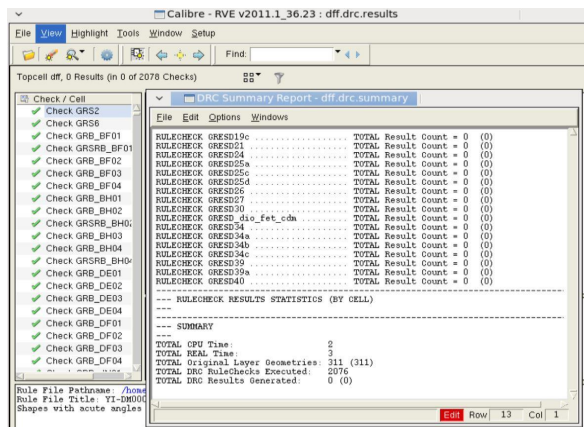 Calibre - RVE v2011.1_36.23 : dff.drc.results
File View Highlight Tools Window Setup
Find:
Topcell dff, 0 Results (in 0 of 2078 Checks)
Check / Cell
Check GRS2
Check GRS6
Check GRB_BF01
Check GRSRB_BF01
Check GRB_BF02
Check GRB_BF03
Check GRB_BF04
Check GRB_BH01
Check GRB_BH02
Check GRSRB_BH02
Check GRB_BH03
Check GRB_BH04
Check GRSRB_BH04
Check GRB_DE01
Check GRB_DE02
Check GRB_DE03
Check GRB_DE04
Check GRB_DF01
Check GRB_DF02
Check GRB_DF03
Check GRB_DF04
Rule File Pathname: /home
Rule File Title: YI-DM000
Shapes with acute angles
DRC Summary Report - dff.drc.summary
File Edit Options Windows
RULECHECK GRESD19c .................. TOTAL Result Count = 0 (0)
RULECHECK GRESD21 ................... TOTAL Result Count = 0 (0)
RULECHECK GRESD24 ................... TOTAL Result Count = 0 (0)
RULECHECK GRESD25a .................. TOTAL Result Count = 0 (0)
RULECHECK GRESD25c .................. TOTAL Result Count = 0 (0)
RULECHECK GRESD25d .................. TOTAL Result Count = 0 (0)
RULECHECK GRESD26 ................... TOTAL Result Count = 0 (0)
RULECHECK GRESD27 ................... TOTAL Result Count = 0 (0)
RULECHECK GRESD30 ................... TOTAL Result Count = 0 (0)
RULECHECK GRESD_dio_fet_cdm ......... TOTAL Result Count = 0 (0)
RULECHECK GRESD34 ................... TOTAL Result Count = 0 (0)
RULECHECK GRESD34a .................. TOTAL Result Count = 0 (0)
RULECHECK GRESD34b .................. TOTAL Result Count = 0 (0)
RULECHECK GRESD34c .................. TOTAL Result Count = 0 (0)
RULECHECK GRESD39 ................... TOTAL Result Count = 0 (0)
RULECHECK GRESD39a .................. TOTAL Result Count = 0 (0)
RULECHECK GRESD40 ................... TOTAL Result Count = 0 (0)
--- RULECHECK RESULTS STATISTICS (BY CELL)
---
--- SUMMARY
---
TOTAL CPU Time: 2
TOTAL REAL Time: 3
TOTAL Original Layer Geometries: 311 (311)
TOTAL DRC RuleChecks Executed: 2076
TOTAL DRC Results Generated: 0 (0)
Edit Row 13 Col 1